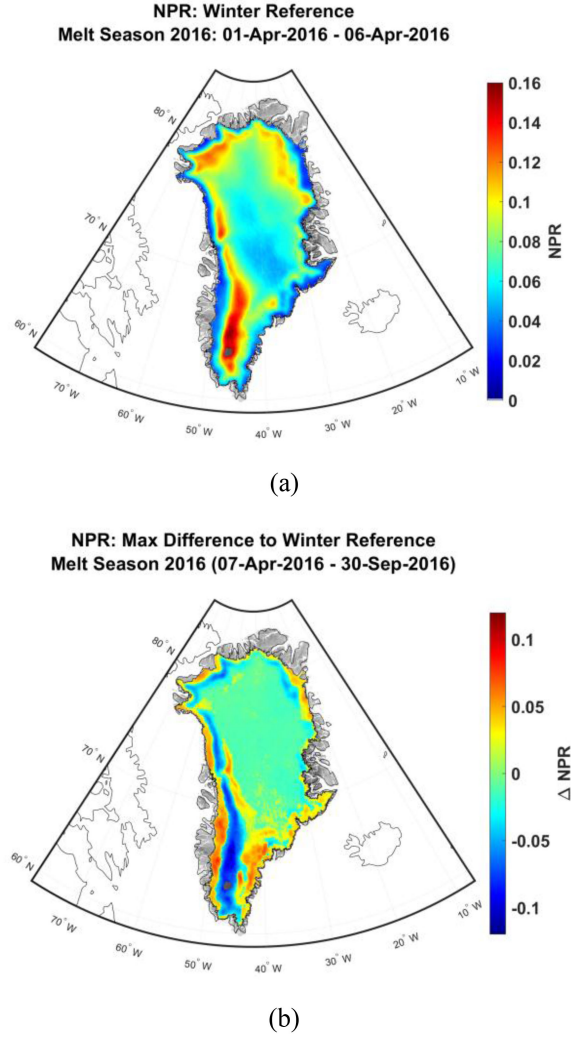 NPR: Winter Reference
Melt Season 2016: 01-Apr-2016 - 06-Apr-2016
80° N
70° N
60° N
70° W
60° W
50° W
40° W
30° W
20° W
10° W
0.16
0.14
0.12
0.1
0.08
0.06
0.04
0.02
0
NPR
(a)
NPR: Max Difference to Winter Reference
Melt Season 2016 (07-Apr-2016 - 30-Sep-2016)
80° N
70° N
60° N
70° W
60° W
50° W
40° W
30° W
20° W
10° W
0.1
0.05
0
-0.05
-0.1
Δ NPR
(b)